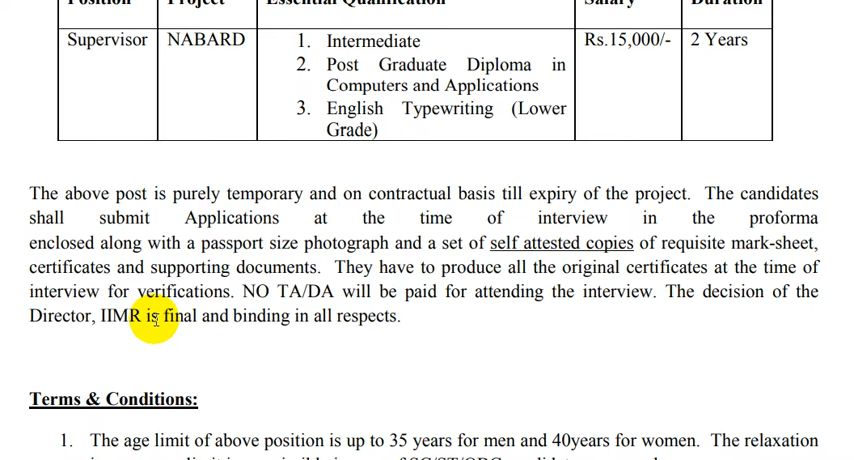 Position Project Essential Qualification Salary Duration
Supervisor NABARD 1. Intermediate Rs.15,000/- 2 Years
2. Post Graduate Diploma in
Computers and Applications
3. English Typewriting (Lower
Grade)
The above post is purely temporary and on contractual basis till expiry of the project. The candidates
shall submit Applications at the time of interview in the proforma
enclosed along with a passport size photograph and a set of self attested copies of requisite mark-sheet,
certificates and supporting documents. They have to produce all the original certificates at the time of
interview for verifications. NO TA/DA will be paid for attending the interview. The decision of the
Director, IIMR is final and binding in all respects.
Terms & Conditions:
1. The age limit of above position is up to 35 years for men and 40years for women. The relaxation